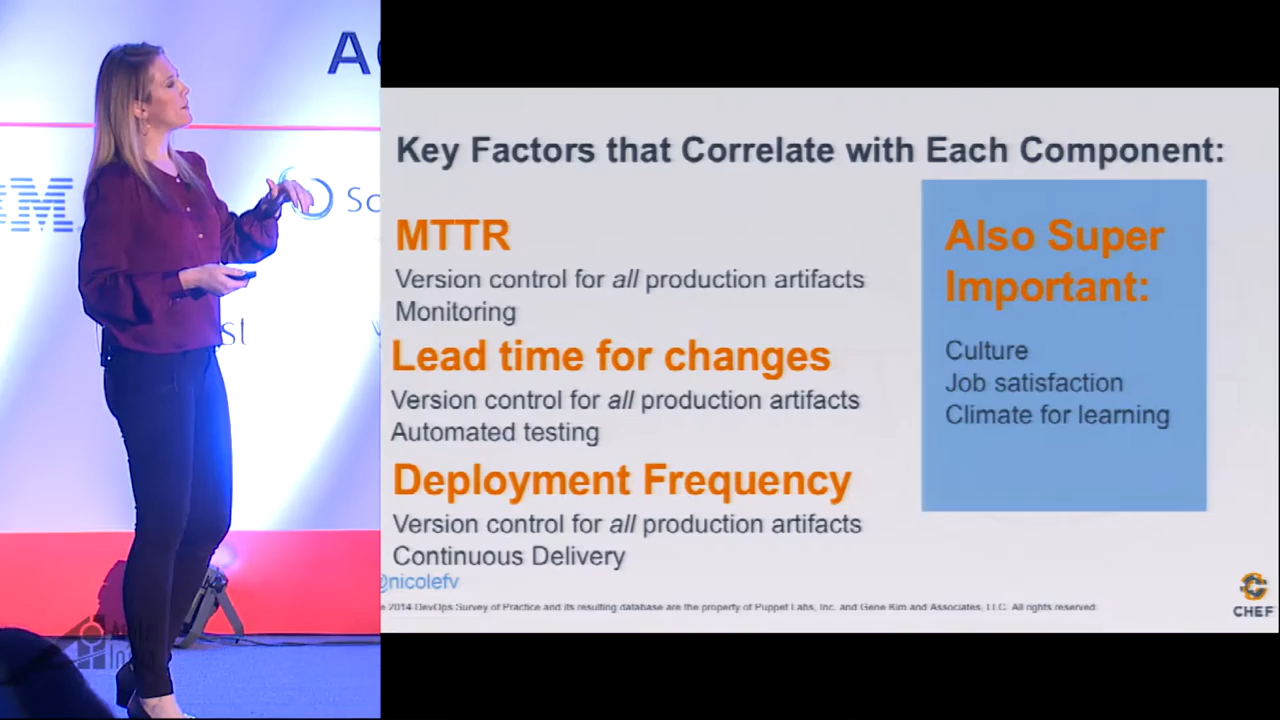 AG
IBM
Key Factors that Correlate with Each Component:
MTTR
Version control for all production artifacts
Monitoring
Lead time for changes
Version control for all production artifacts
Automated testing
Deployment Frequency
Version control for all production artifacts
Continuous Delivery
Also Super
Important:
Culture
Job satisfaction
Climate for learning
@nicolefv
2014 DevOps Survey of Practice and its resulting database are the property of Puppet Labs, Inc. and Gene Kim and Associates, LLC. All rights reserved.
CHEF